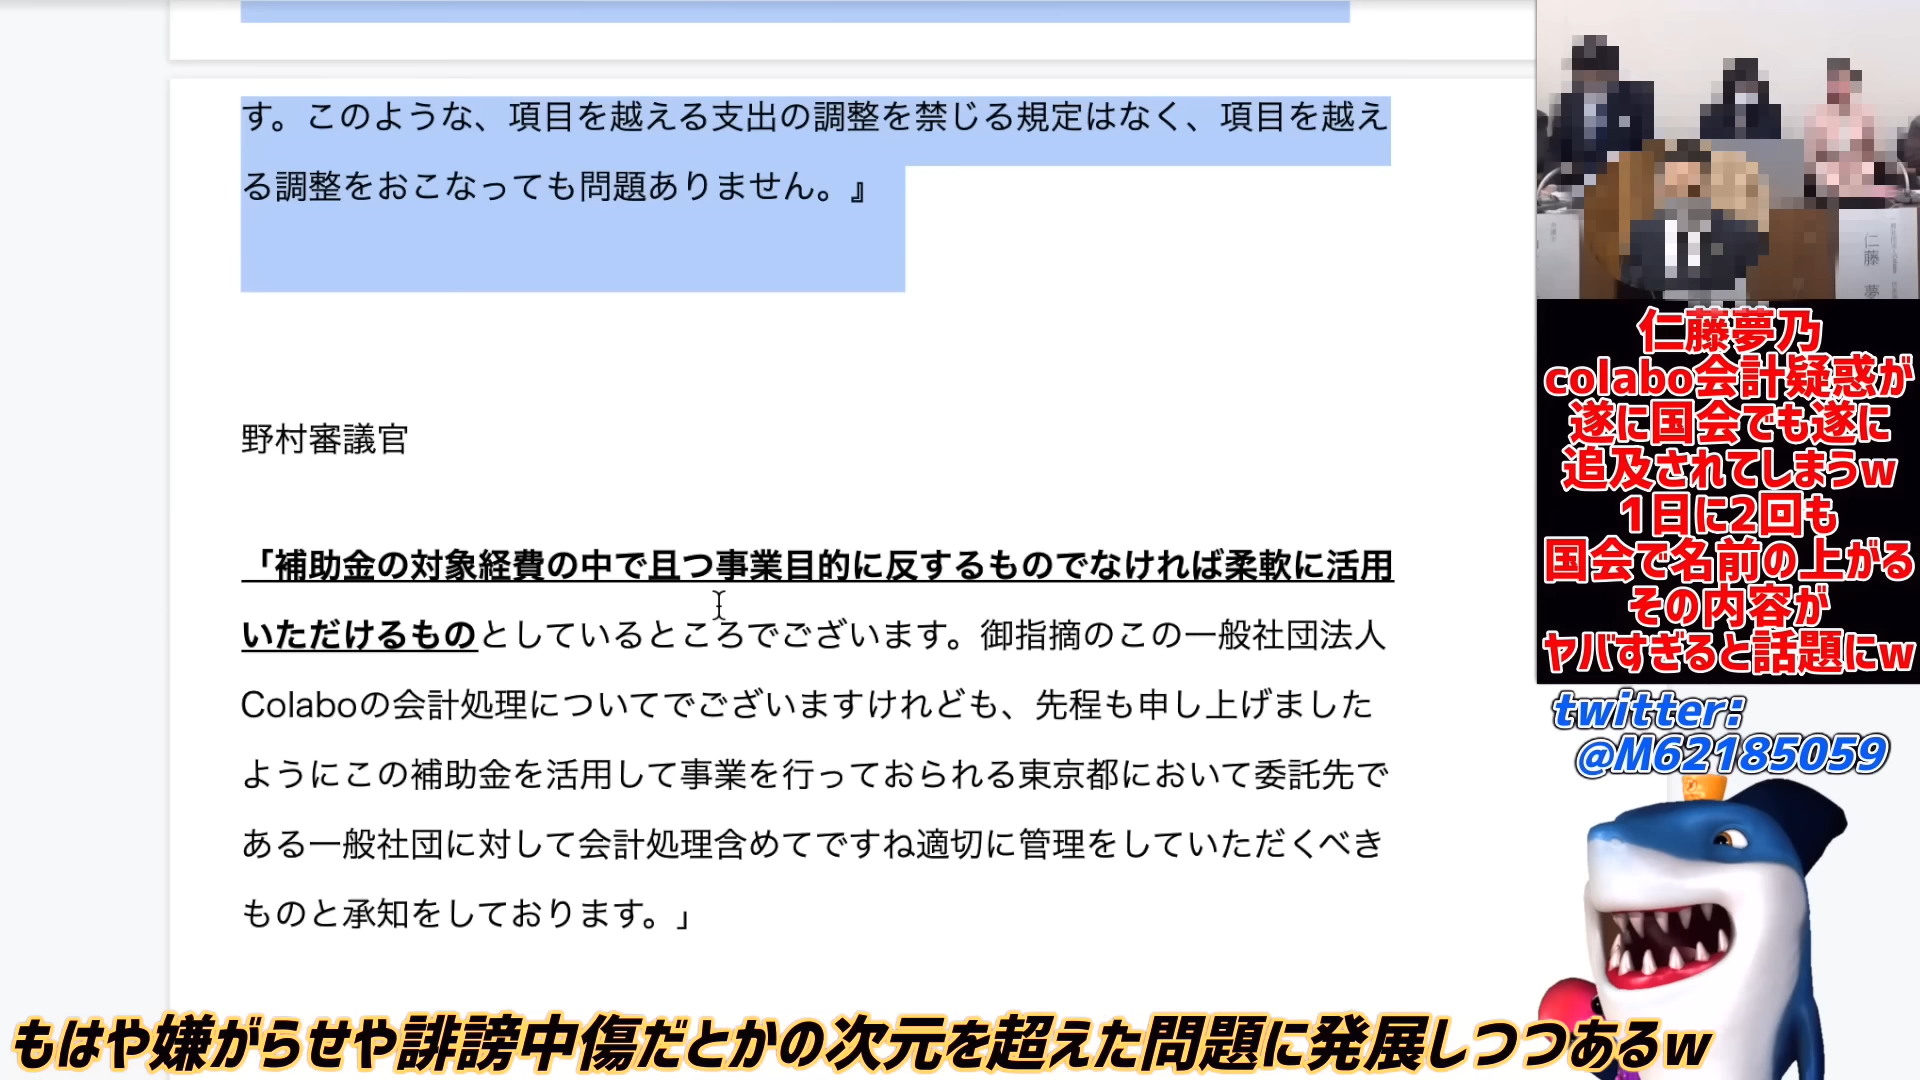 す。このような、項目を越える支出の調整を禁じる規定はなく、項目を越え
る調整をおこなっても問題ありません。』
野村審議官
「補助金の対象経費の中で且つ事業目的に反するものでなければ柔軟に活用
いただけるものとしているところでございます。御指摘のこの一般社団法人
Colaboの会計処理についてでございますけれども、先程も申し上げました
ようにこの補助金を活用して事業を行っておられる東京都において委託先で
ある一般社団に対して会計処理含めてですね適切に管理をしていただくべき
ものと承知をしております。」
仁藤 夢
仁藤夢乃
colabo会計疑惑が
遂に国会でも遂に
追及されてしまうw
1日に2回も
国会で名前の上がる
その内容が
ヤバすぎると話題にw
twitter:
@M62185059
もはや嫌がらせや誹謗中傷だとかの次元を超えた問題に発展しつつあるw